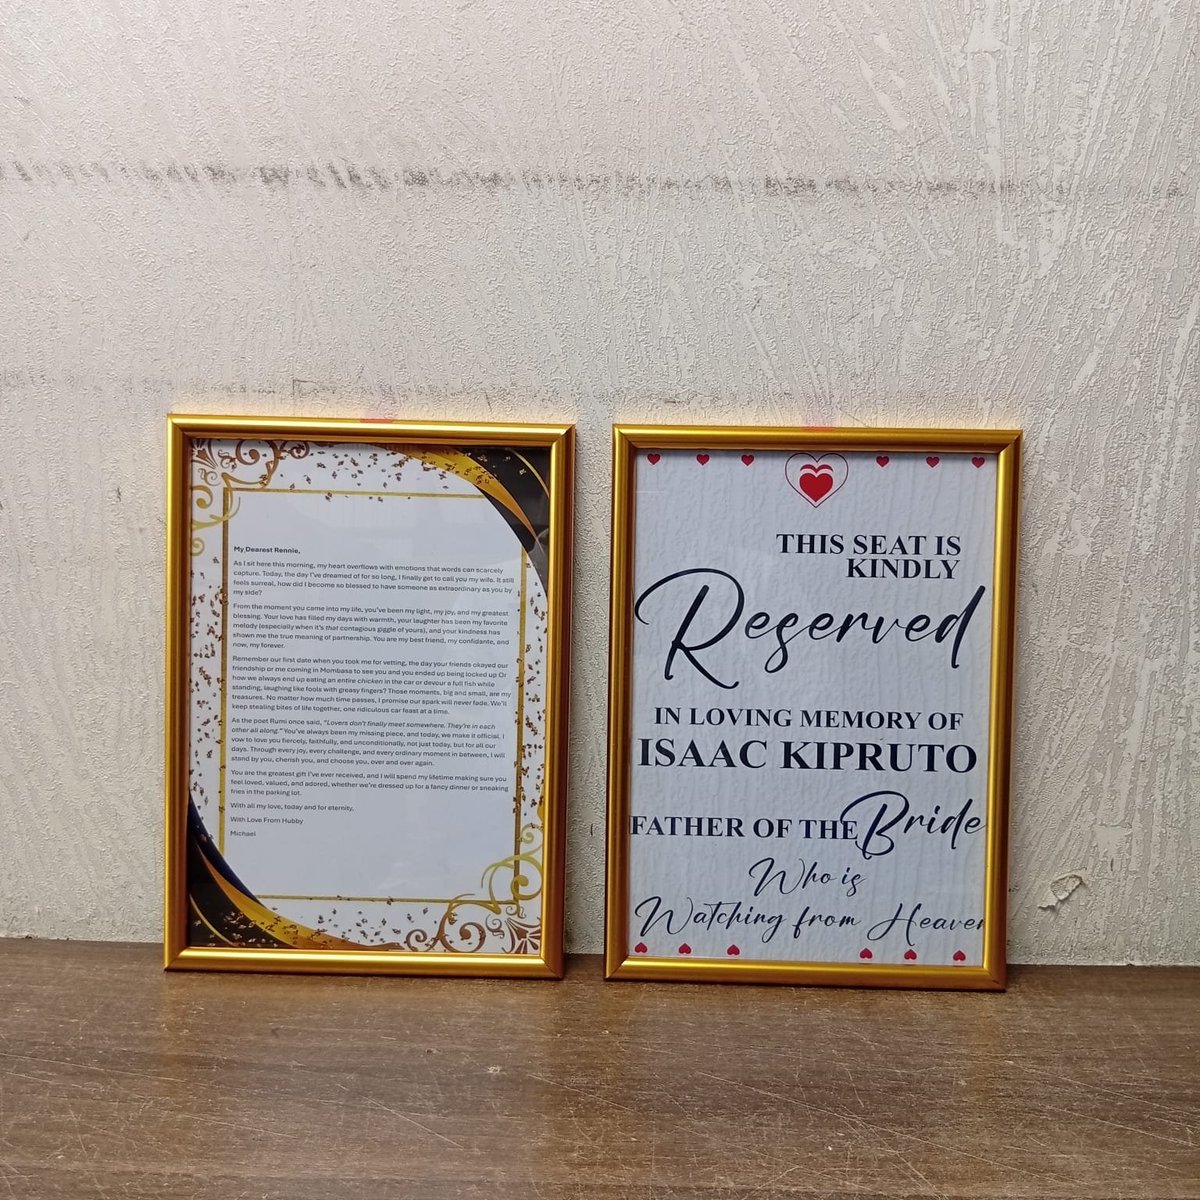 My Dearest Rennie,
As I sit here this morning, my heart overflows with emotions that words can scarcely
capture. Today, the day I've dreamed of for so long, I finally get to call you my wife. It still
feels surreal, how did I become so blessed to have someone as extraordinary as you by
my side?
From the moment you came into my life, you've been my light, my joy, and my greatest
blessing. Your love has filled my days with warmth, your laughter has been my favorite
melody (especially when it's that contagious giggle of yours), and your kindness has
shown me the true meaning of partnership. You are my best friend, my confidante, and
now, my forever.
Remember our first date when you took me for vetting, the day your friends okayed our
friendship or me coming in Mombasa to see you and you ended up being locked up Or
how we always end up eating an entire chicken in the car or devour a full fish while
standing, laughing like fools with greasy fingers? Those moments, big and small, are my
treasures. No matter how much time passes, I promise our spark will never fade. We'll
keep stealing bites of life together, one ridiculous car feast at a time.
As the poet Rumi once said, "Lovers don't finally meet somewhere. They're in each
other all along." You've always been my missing piece, and today, we make it official. I
vow to love you fiercely, faithfully, and unconditionally, not just today, but for all our
days. Through every joy, every challenge, and every ordinary moment in between, I will
stand by you, cherish you, and choose you, over and over again.
You are the greatest gift I've ever received, and I will spend my lifetime making sure you
feel loved, valued, and adored, whether we're dressed up for a fancy dinner or sneaking
fries in the parking lot.
With all my love, today and for eternity,
With Love From Hubby
Michael
THIS SEAT IS
KINDLY
Reserved
IN LOVING MEMORY OF
ISAAC KIPRUTO
FATHER OF THE Bride
Who is
Watching from Heaven